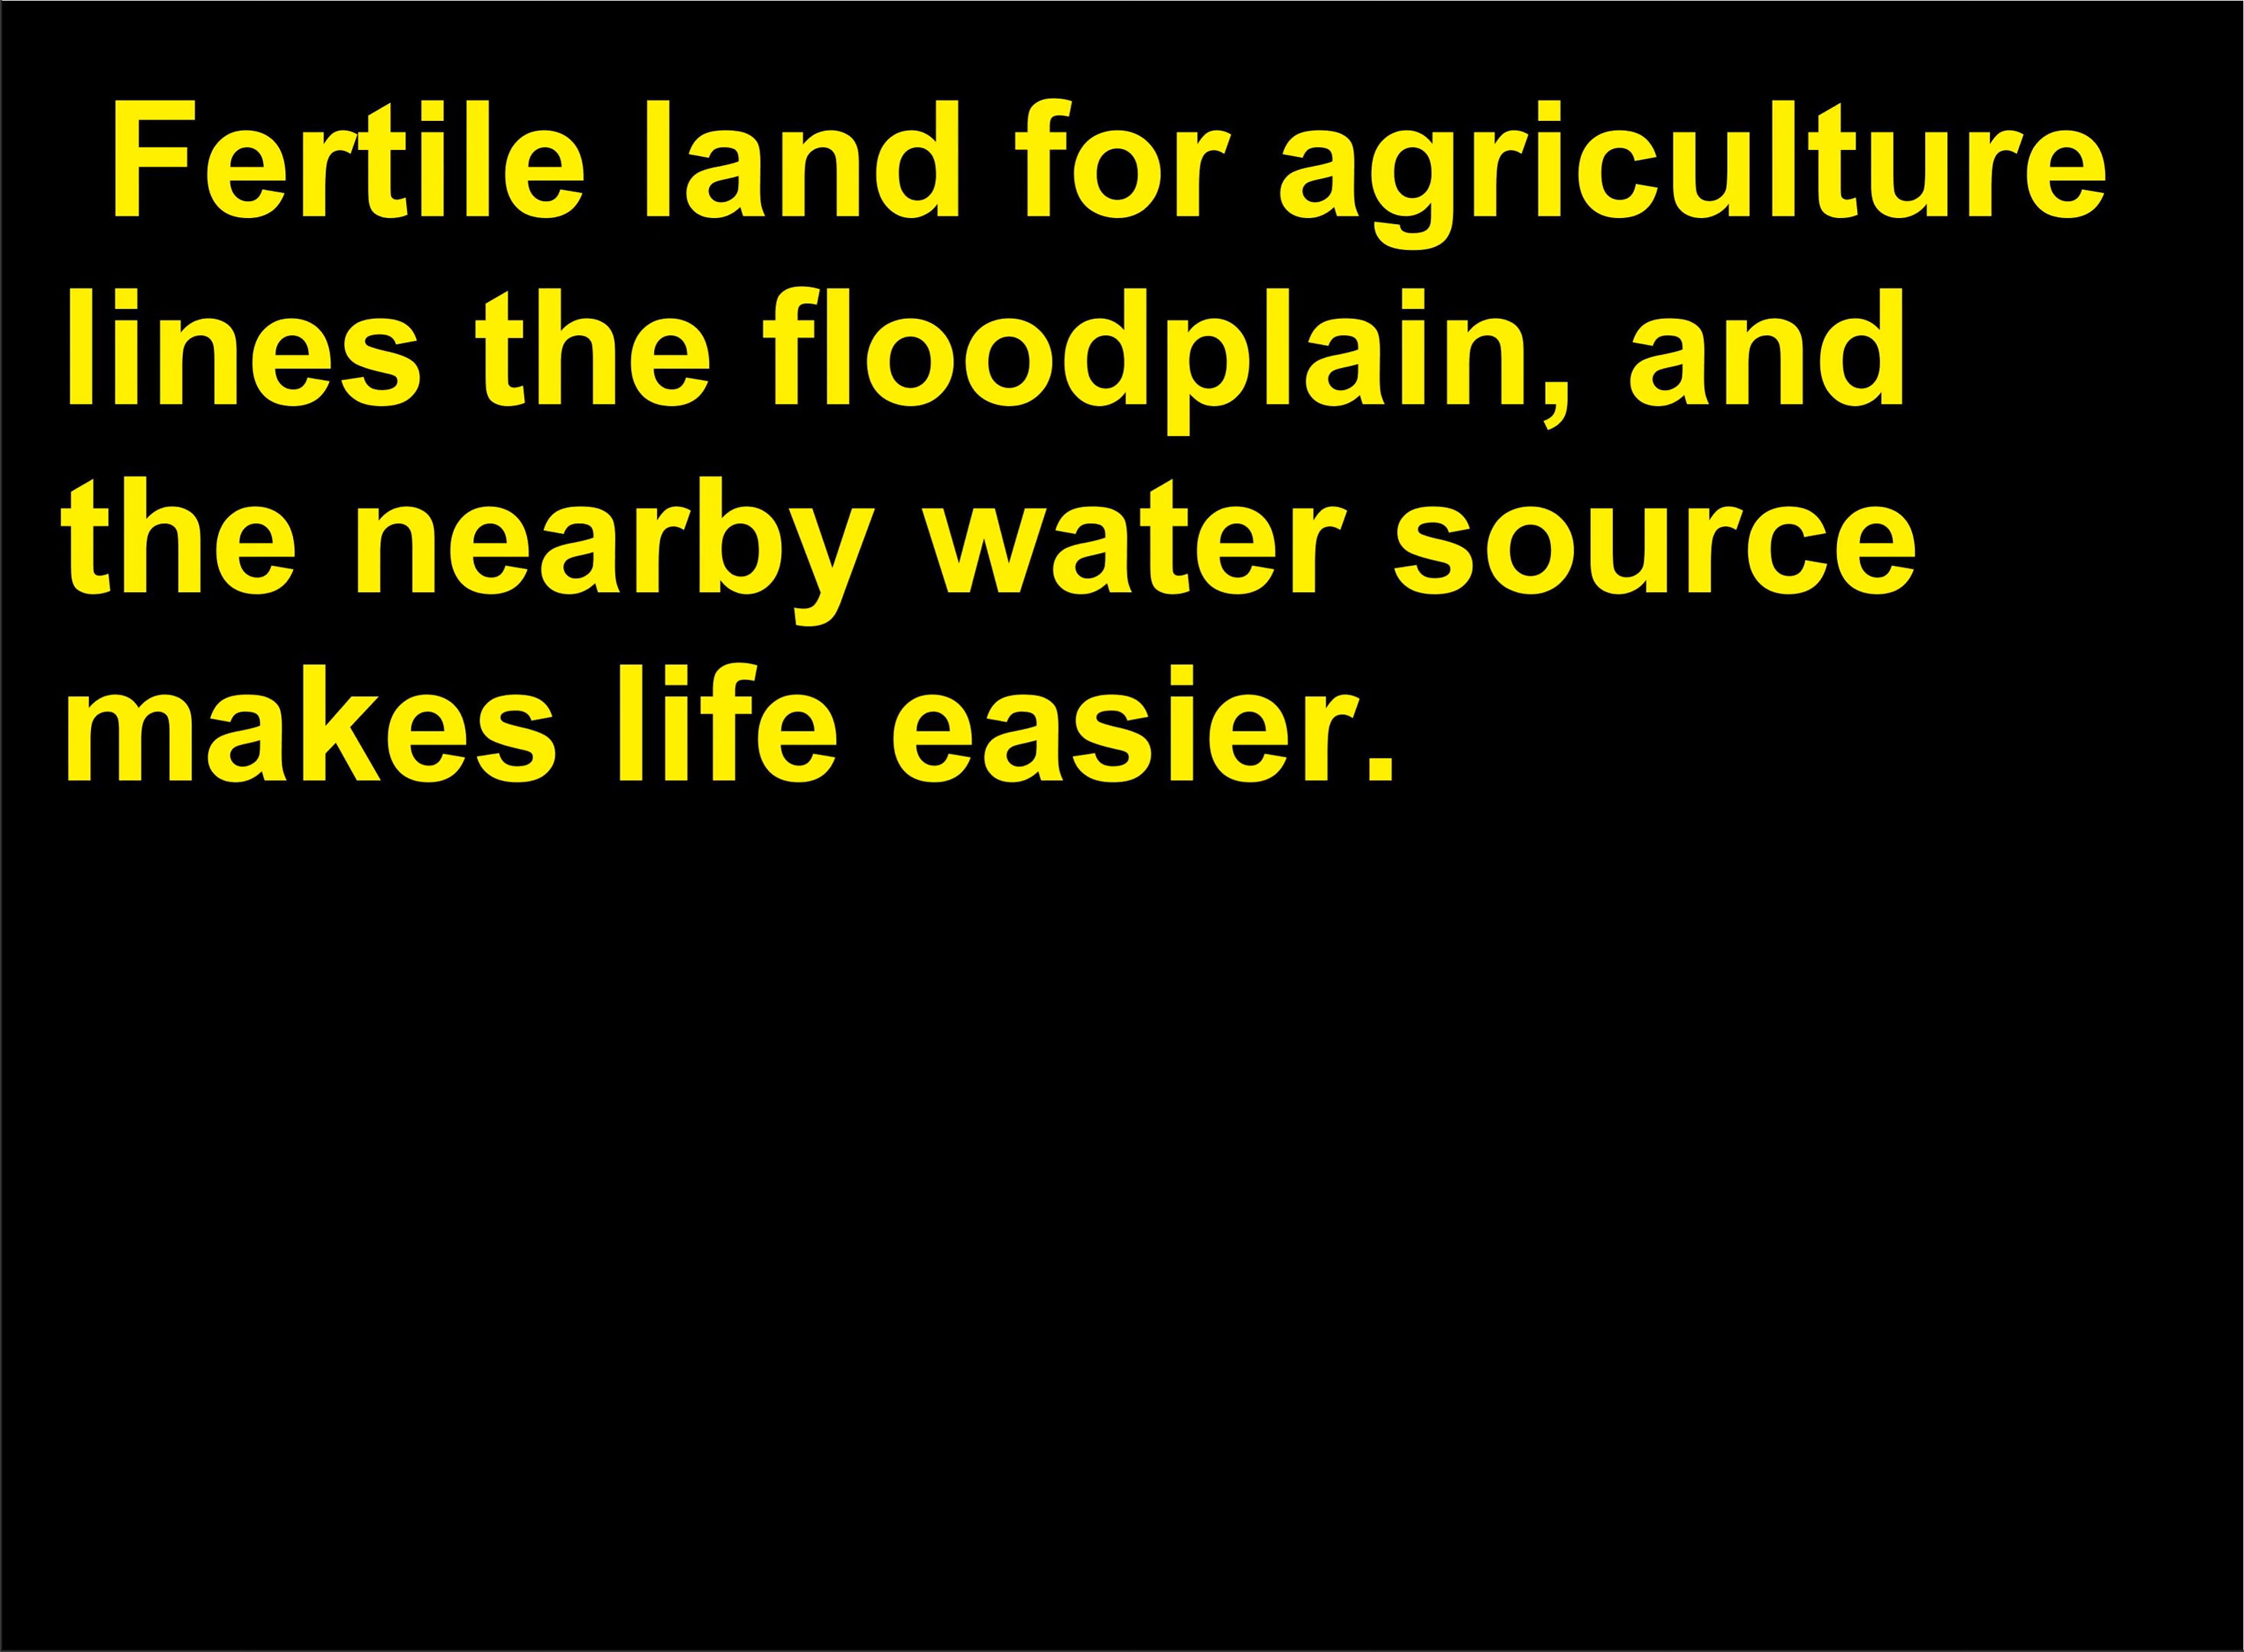 Fertile land for agriculture
lines the floodplain, and
the nearby water source
makes life easier.